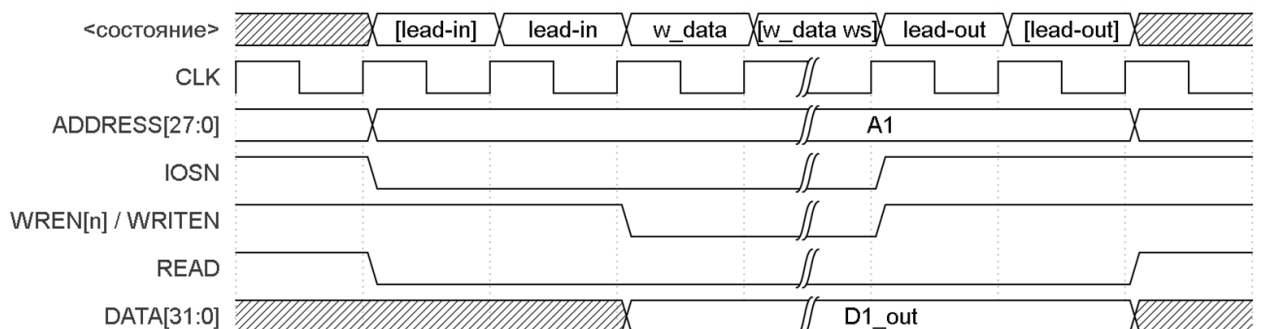 <состояние> [lead-in] lead-in w_data [w_data ws] lead-out [lead-out]
CLK
ADDRESS[27:0] A1
IOSN
WREN[n] / WRITEN
READ
DATA[31:0] D1_out